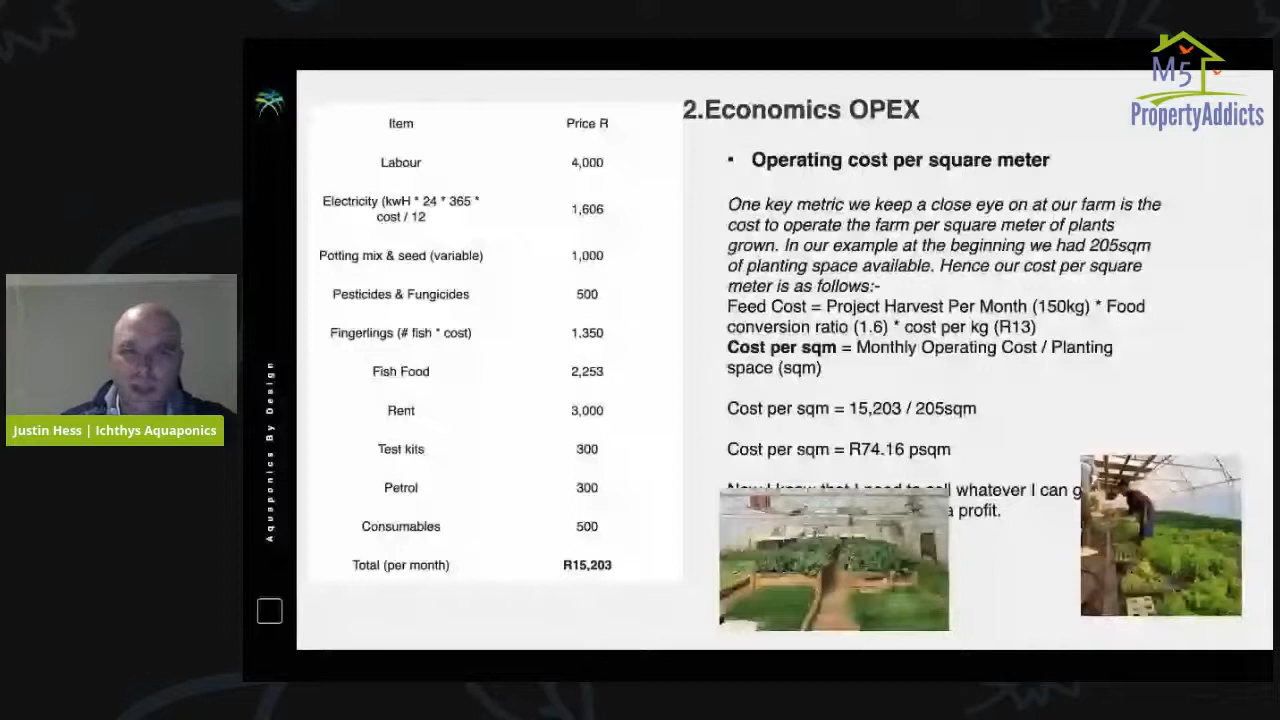 M5
PropertyAddicts
2.Economics OPEX
Item Price R
Labour 4,000
Electricity (kwH * 24 * 365 *
cost / 12 1,606
Potting mix & seed (variable) 1,000
Pesticides & Fungicides 500
Fingerlings (# fish * cost) 1,350
Fish Food 2,253
Rent 3,000
Test kits 300
Petrol 300
Consumables 500
Total (per month) R15,203
• Operating cost per square meter
One key metric we keep a close eye on at our farm is the
cost to operate the farm per square meter of plants
grown. In our example at the beginning we had 205sqm
of planting space available. Hence our cost per square
meter is as follows:-
Feed Cost = Project Harvest Per Month (150kg) * Food
conversion ratio (1.6) * cost per kg (R13)
Cost per sqm = Monthly Operating Cost / Planting
space (sqm)
Cost per sqm = 15,203 / 205sqm
Cost per sqm = R74.16 psqm
Now I know that I need to sell whatever I can g
a profit.
Aquaponics By Design
Justin Hess | Ichthys Aquaponics